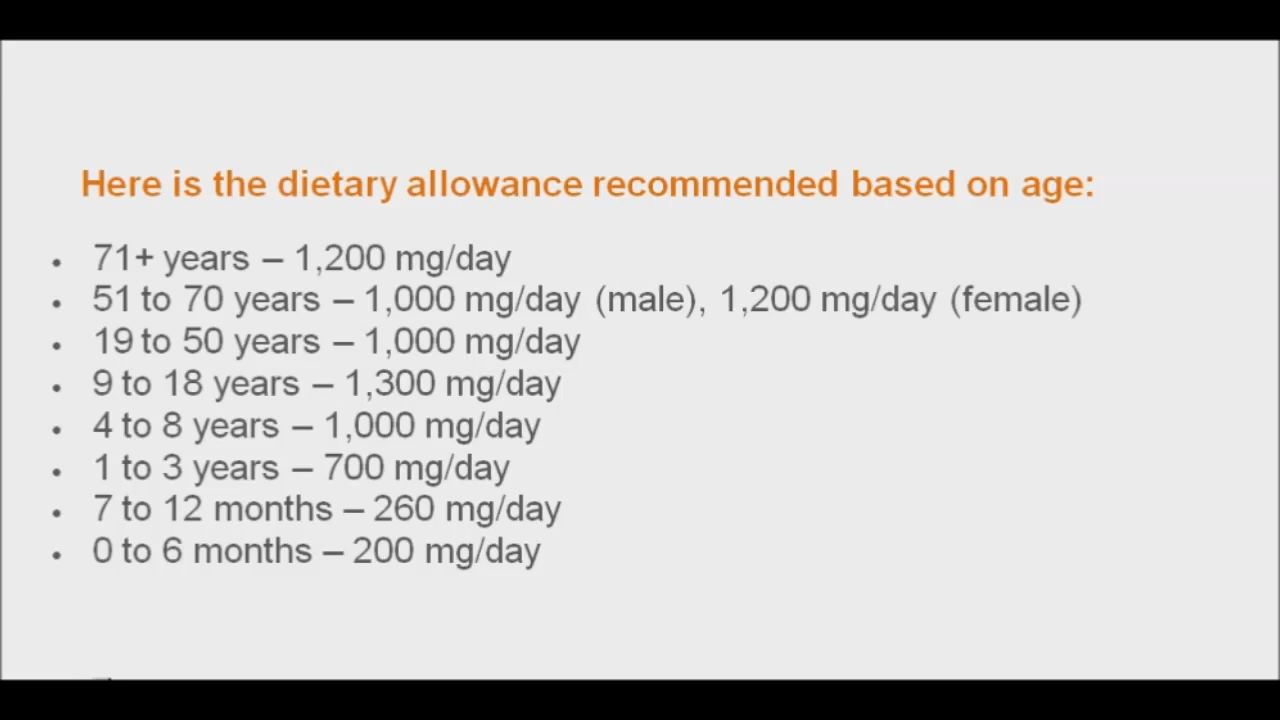 Here is the dietary allowance recommended based on age:
• 71+ years – 1,200 mg/day
• 51 to 70 years – 1,000 mg/day (male), 1,200 mg/day (female)
• 19 to 50 years – 1,000 mg/day
• 9 to 18 years – 1,300 mg/day
• 4 to 8 years – 1,000 mg/day
• 1 to 3 years – 700 mg/day
• 7 to 12 months – 260 mg/day
• 0 to 6 months – 200 mg/day